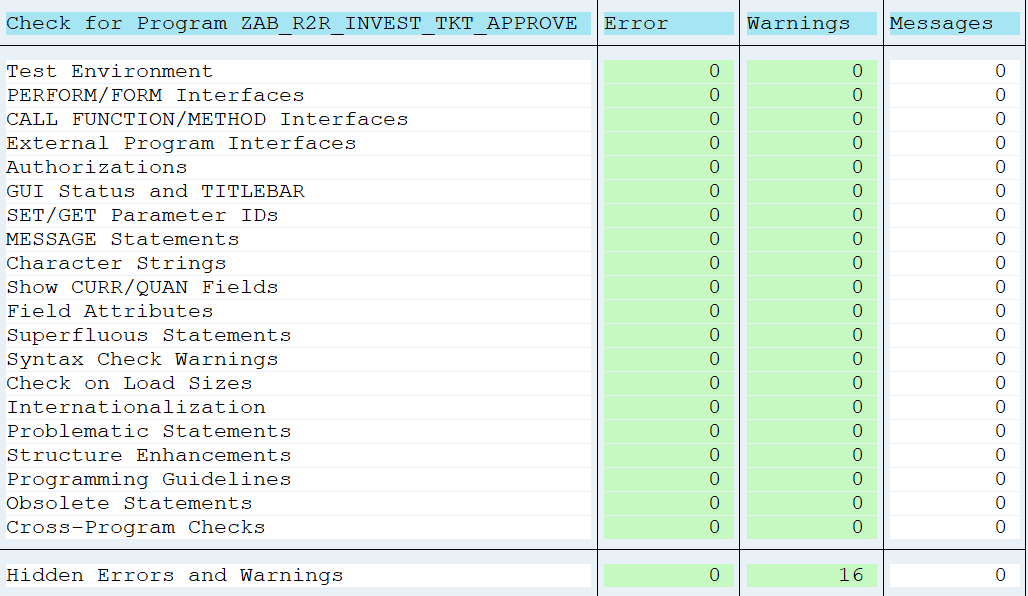 Check for Program ZAB_R2R_INVEST_TKT_APPROVE Error Warnings Messages
Test Environment 0 0 0
PERFORM/FORM Interfaces 0 0 0
CALL FUNCTION/METHOD Interfaces 0 0 0
External Program Interfaces 0 0 0
Authorizations 0 0 0
GUI Status and TITLEBAR 0 0 0
SET/GET Parameter IDs 0 0 0
MESSAGE Statements 0 0 0
Character Strings 0 0 0
Show CURR/QUAN Fields 0 0 0
Field Attributes 0 0 0
Superfluous Statements 0 0 0
Syntax Check Warnings 0 0 0
Check on Load Sizes 0 0 0
Internationalization 0 0 0
Problematic Statements 0 0 0
Structure Enhancements 0 0 0
Programming Guidelines 0 0 0
Obsolete Statements 0 0 0
Cross-Program Checks 0 0 0
Hidden Errors and Warnings 0 16 0